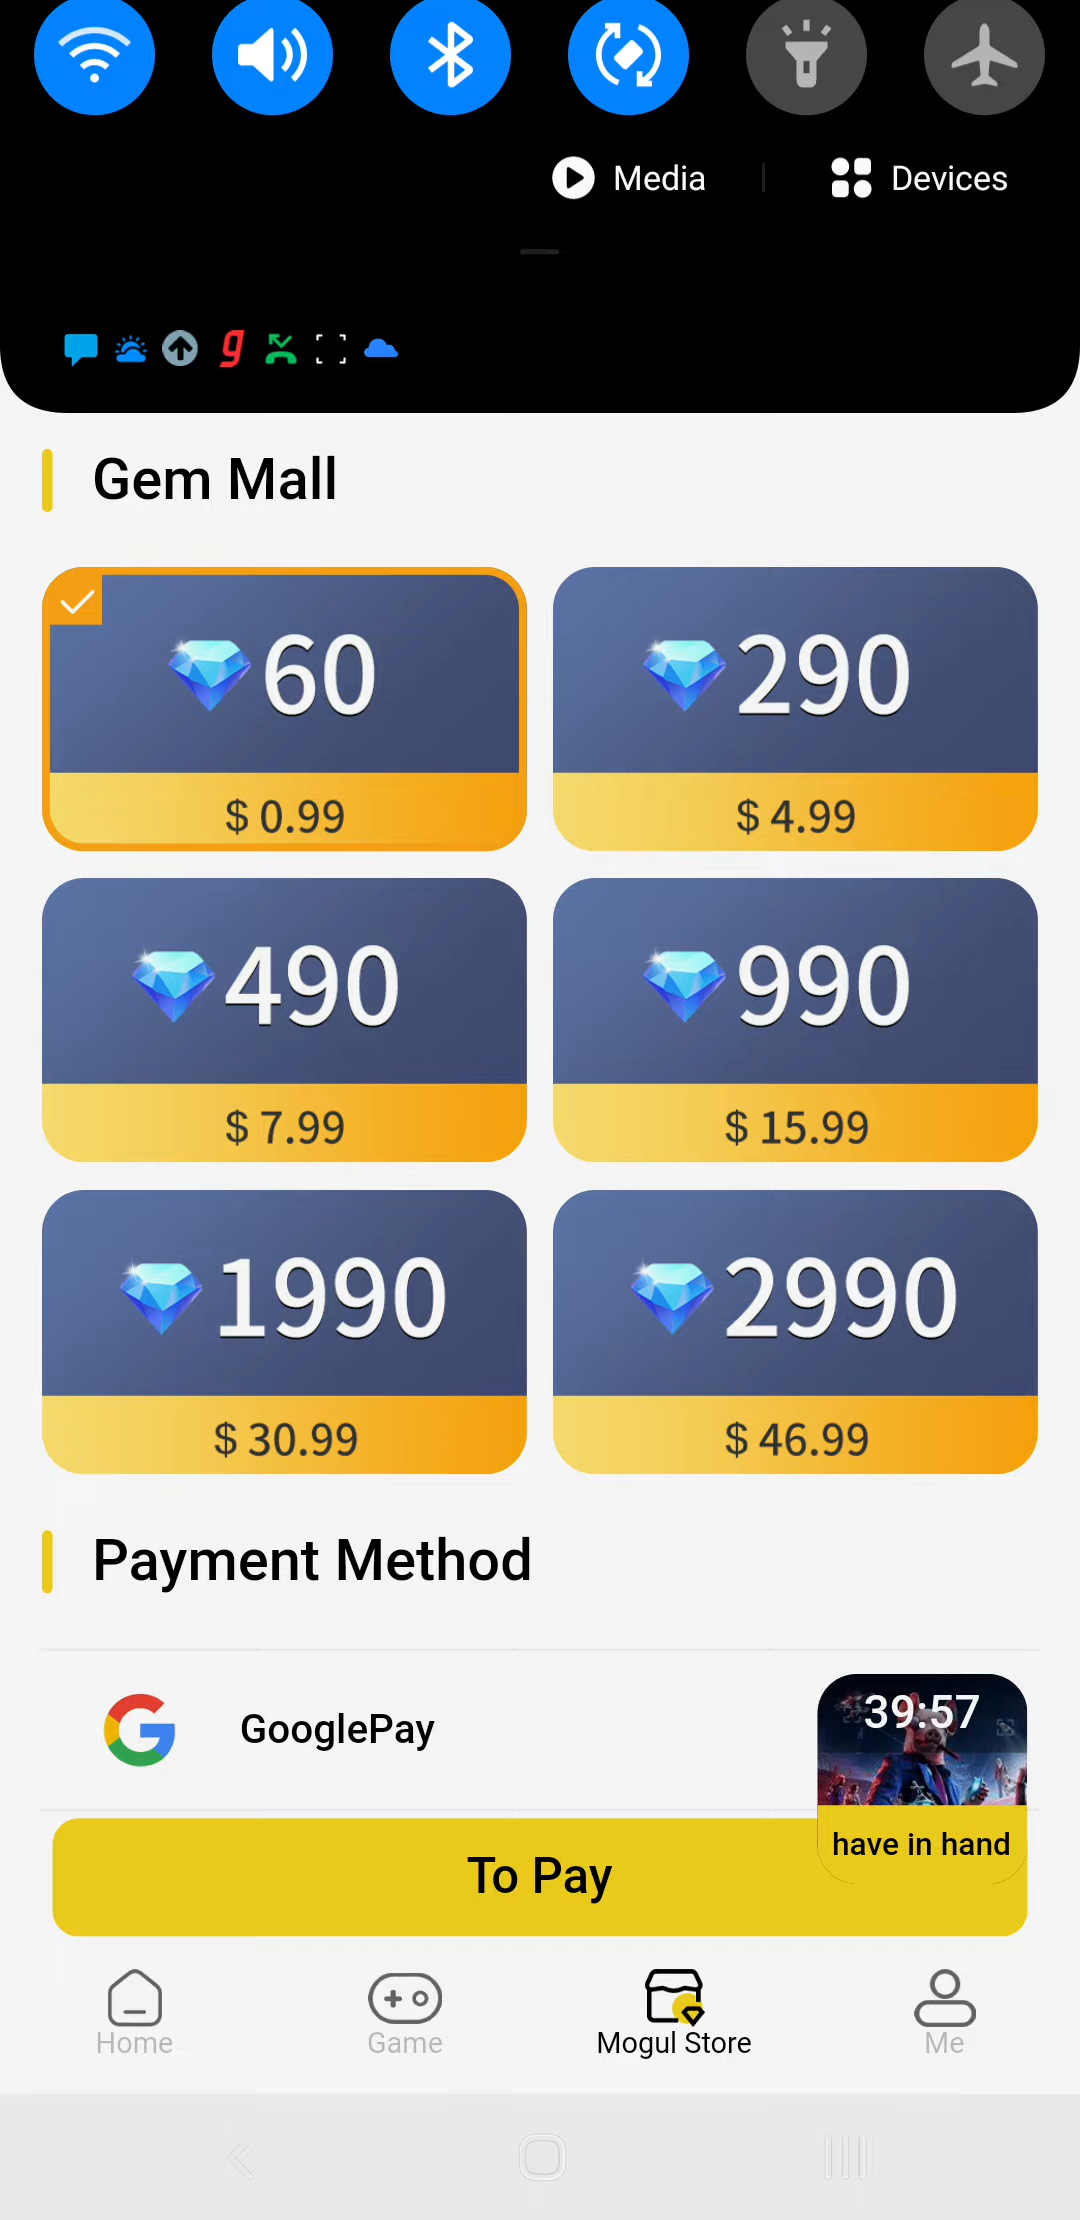 Media
Devices
Gem Mall
60
290
$ 0.99
$ 4.99
490
990
$ 7.99
$ 15.99
1990
2990
$ 30.99
$ 46.99
Payment Method
GooglePay
39:57
have in hand
To Pay
Home
Game
Mogul Store
Me